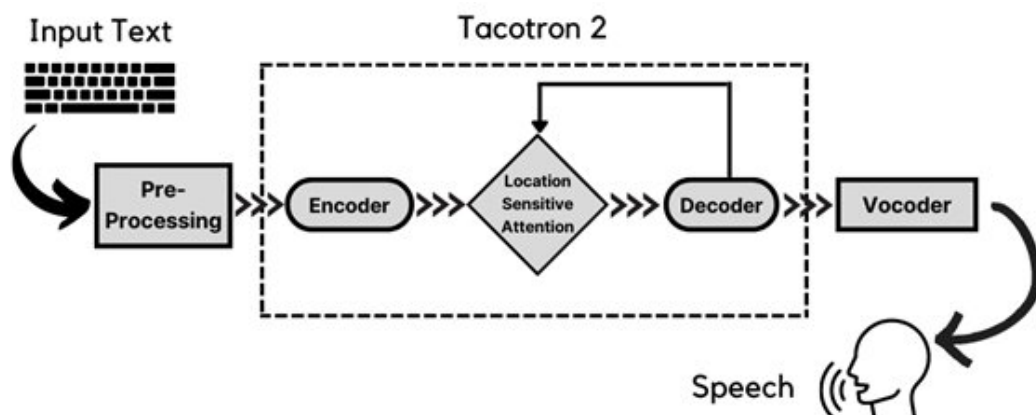 Input Text
Tacotron 2
Pre-
Processing
Encoder
Location
Sensitive
Attention
Decoder
Vocoder
Speech